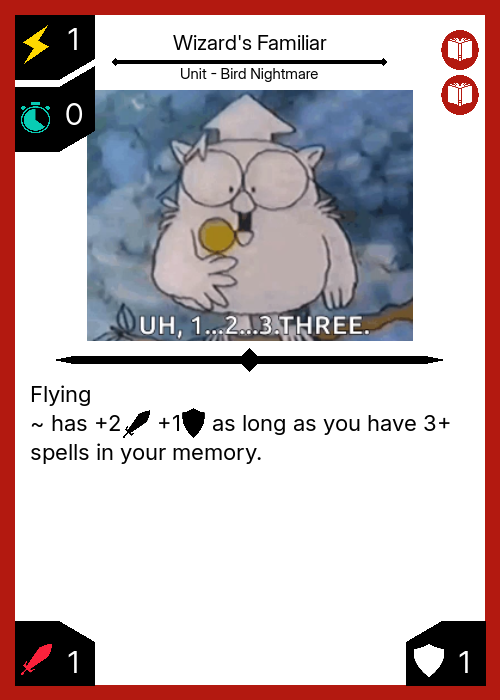 1
Wizard's Familiar
Unit - Bird Nightmare
0
UH, 1...2...3.THREE.
Flying
~ has +2 +1 as long as you have 3+
spells in your memory.
1
1